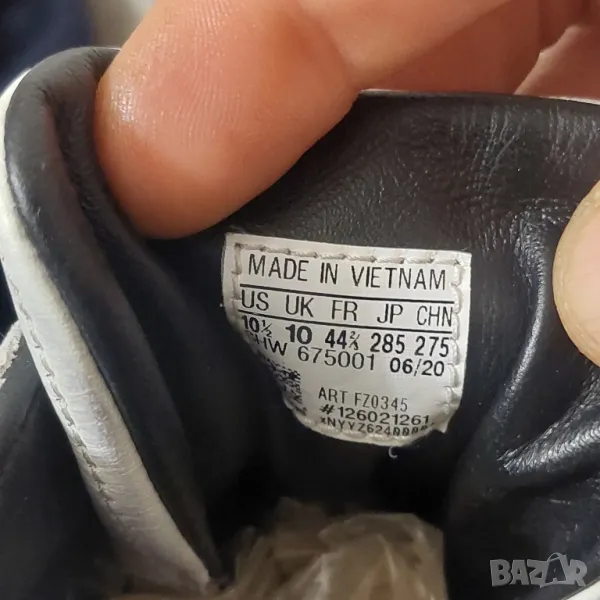 MADE IN VIETNAM
US UK FR JP CHN
10½ 10 44⅔ 285 275
675001 06/20
ART FZ0345
#126021261
BAZAR